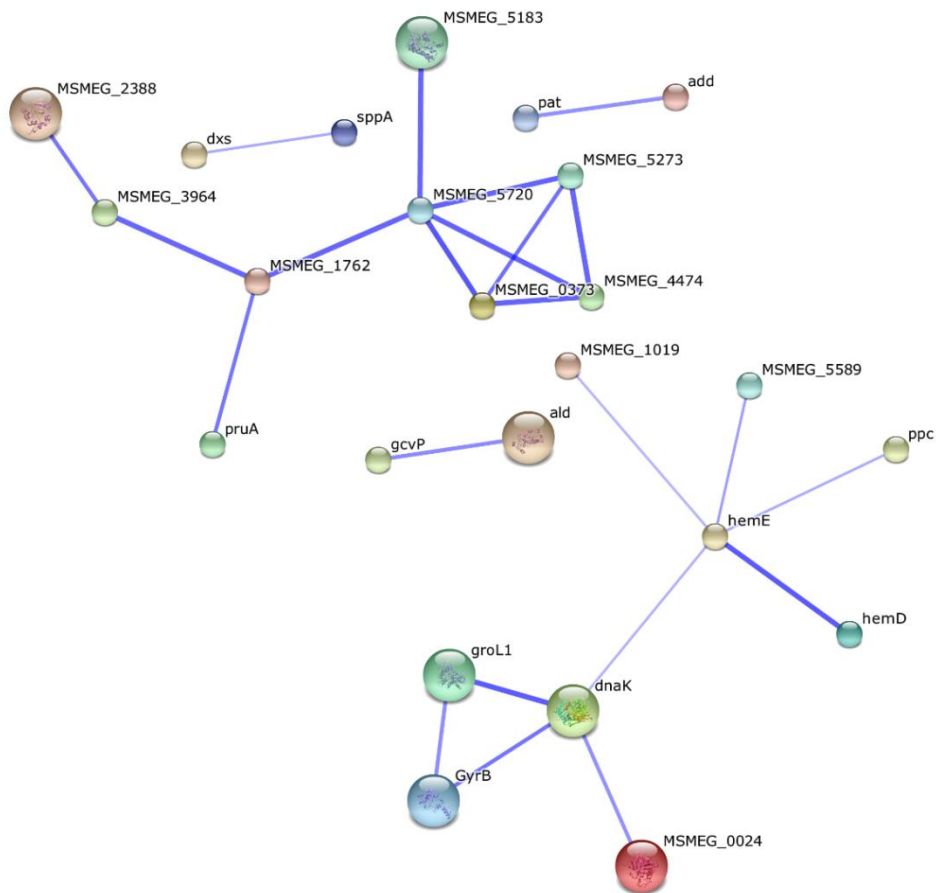 MSMEG_5183
MSMEG_2388
add
pat
sppA
dxs
MSMEG_5273
MSMEG_3964
MSMEG_5720
MSMEG_1762
MSMEG_4474
MSMEG_0373
MSMEG_1019
MSMEG_5589
ald
pruA
gcvP
ppc
hemE
hemD
groL1
dnaK
GyrB
MSMEG_0024